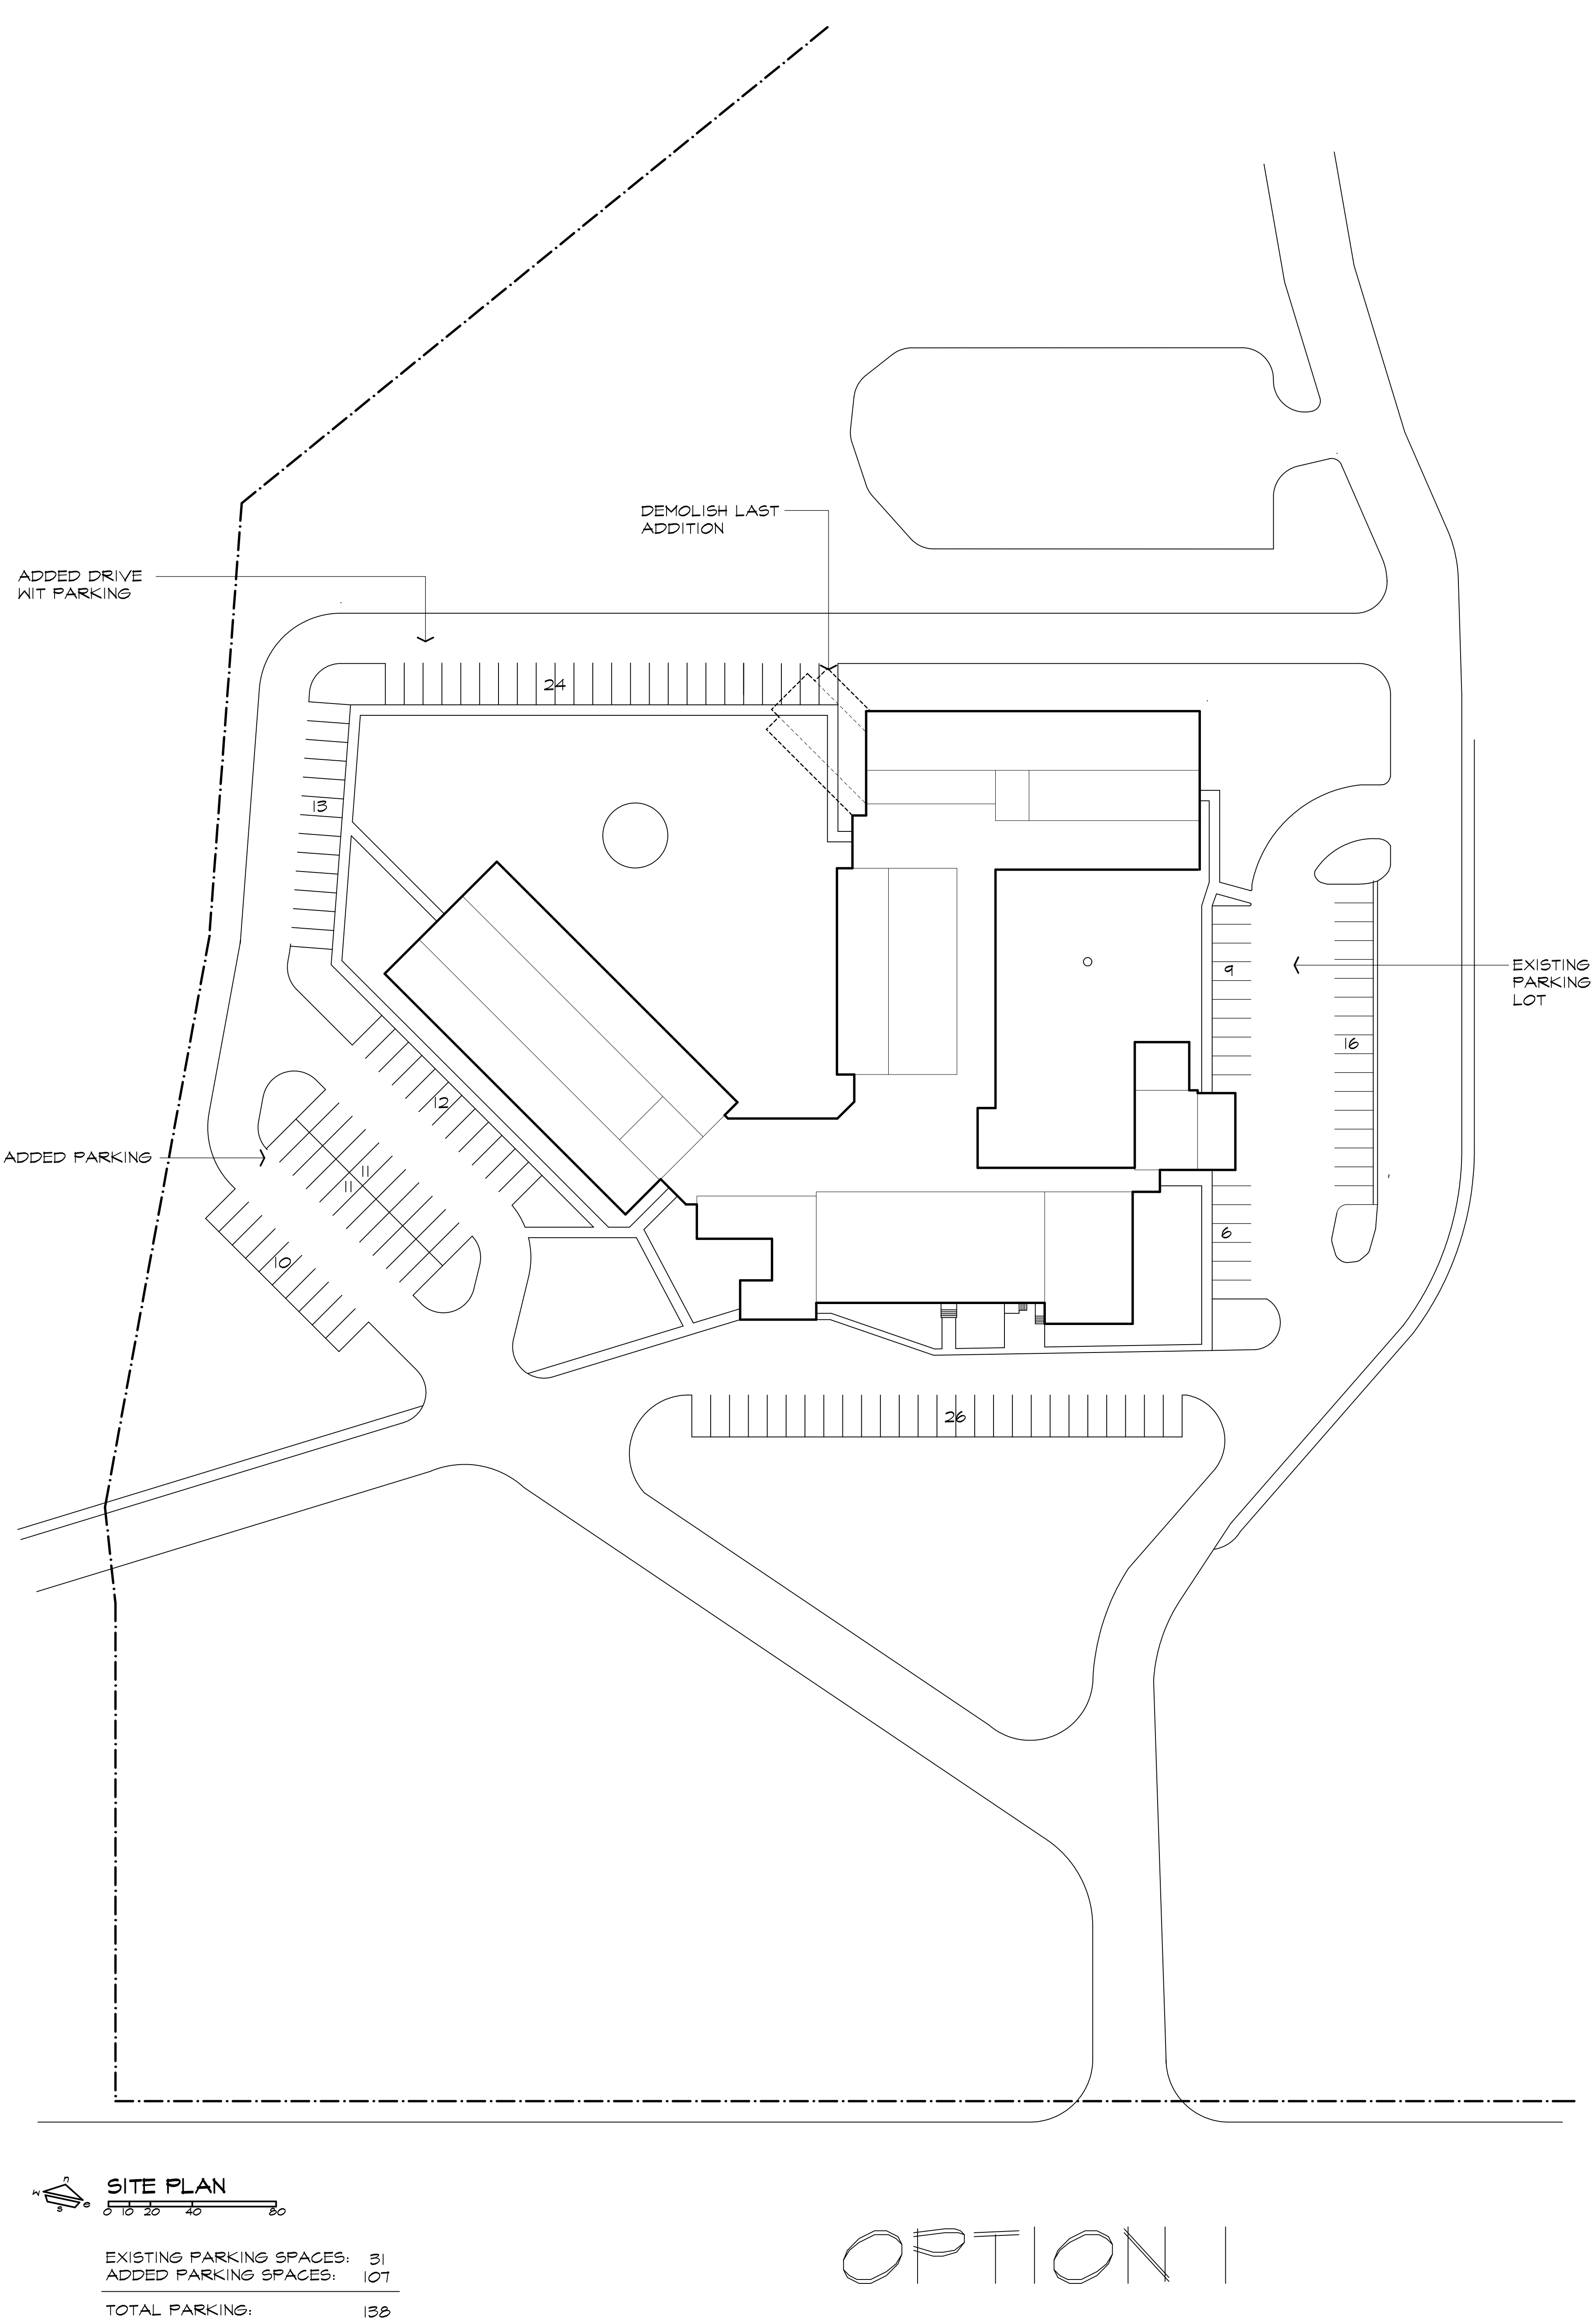 DEMOLISH LAST
ADDITION
ADDED DRIVE
WIT PARKING
24
13
9
EXISTING
PARKING
LOT
16
12
ADDED PARKING
11
11
6
10
26
SITE PLAN
n
w
e
s
0 10 20 40 80
EXISTING PARKING SPACES: 31
ADDED PARKING SPACES: 107
TOTAL PARKING: 138
OPTION 1